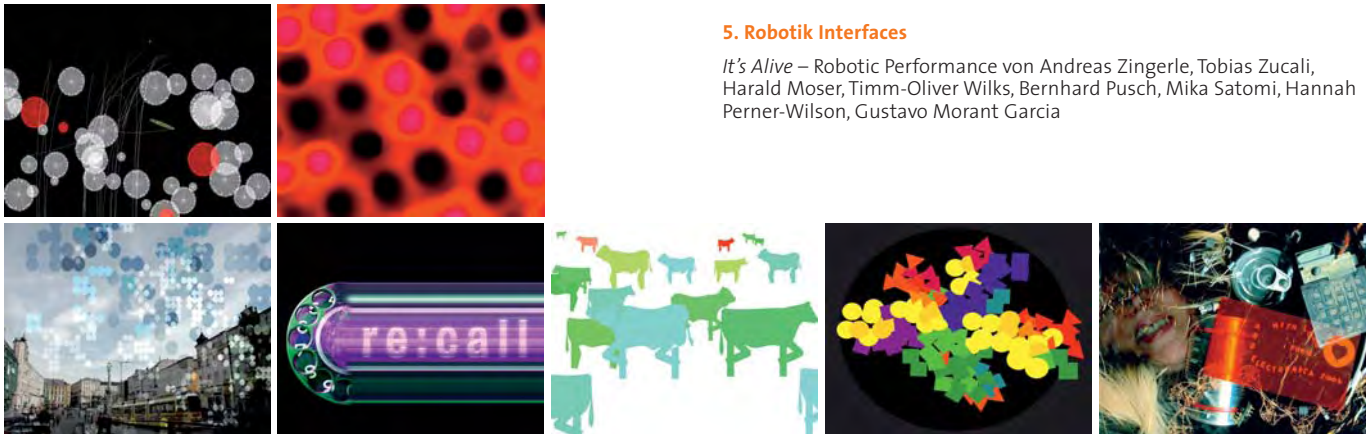 5. Robotik Interfaces
It's Alive – Robotic Performance von Andreas Zingerle, Tobias Zucali,
Harald Moser, Timm-Oliver Wilks, Bernhard Pusch, Mika Satomi, Hannah
Perner-Wilson, Gustavo Morant Garcia
re:call